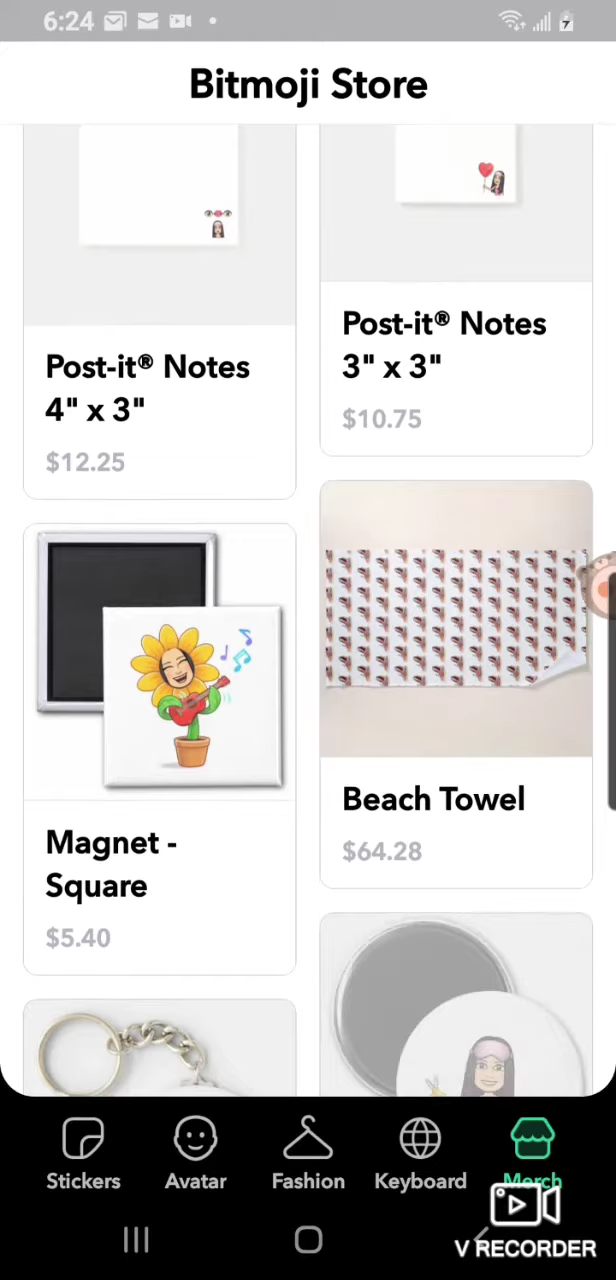 6:24
Bitmoji Store
Post-it® Notes
4" x 3"
$12.25
Post-it® Notes
3" x 3"
$10.75
Magnet -
Square
$5.40
Beach Towel
$64.28
Stickers
Avatar
Fashion
Keyboard
Merch
V RECORDER